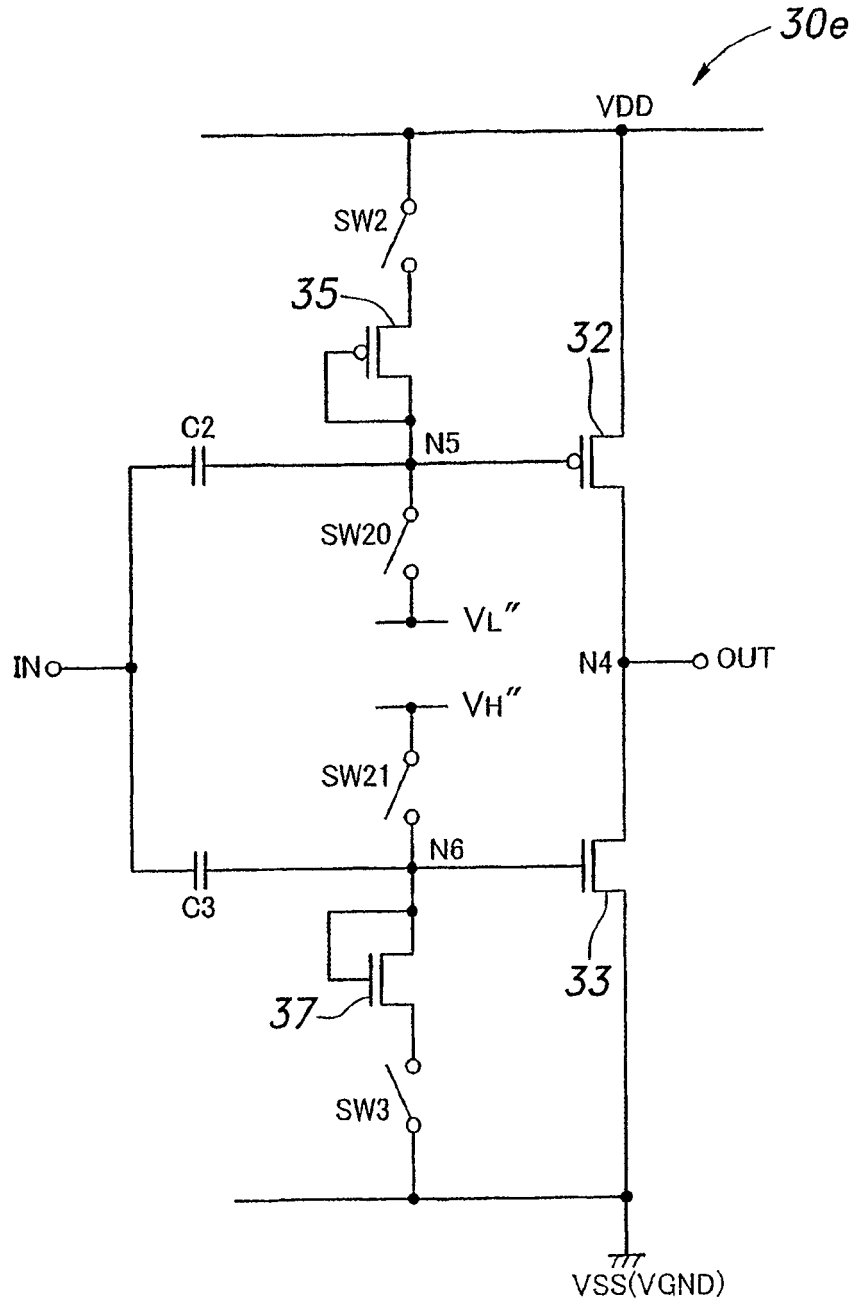 30e
VDD
SW2
35
32
C2
N5
SW20
VL"
IN
N4
OUT
VH"
SW21
N6
C3
33
37
SW3
VSS(VGND)